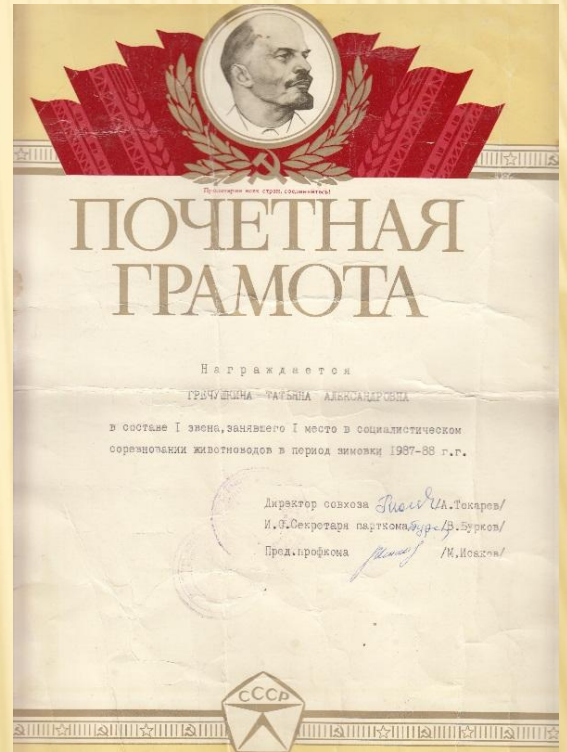 Пролетарии всех стран, соединяйтесь!
ПОЧЕТНАЯ
ГРАМОТА
Награждается
ГРИЧУШКИНА ТАТЬЯНА АЛЕКСАНДРОВНА
в составе I звена, занявшего I место в социалистическом
соревновании животноводов в период зимовки 1987-88 г.г.
Директор совхоза /А.Токарев/
И.О.Секретаря парткома /В.Бурков/
Пред.профкома /М.Исаков/
СССР